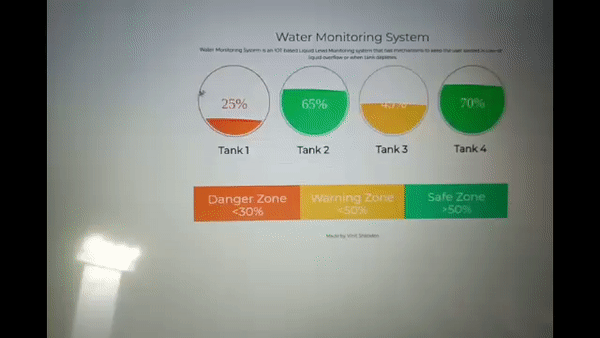 Water Monitoring System
Water Monitoring System is an IOT based Liquid Level Monitoring system that has mechanisms to keep the user alerted in case of
liquid overflow or when tank depletes.
25%
65%
70%
Tank 1
Tank 2
Tank 3
Tank 4
Danger Zone
<30%
Warning Zone
<50%
Safe Zone
>50%
Made by